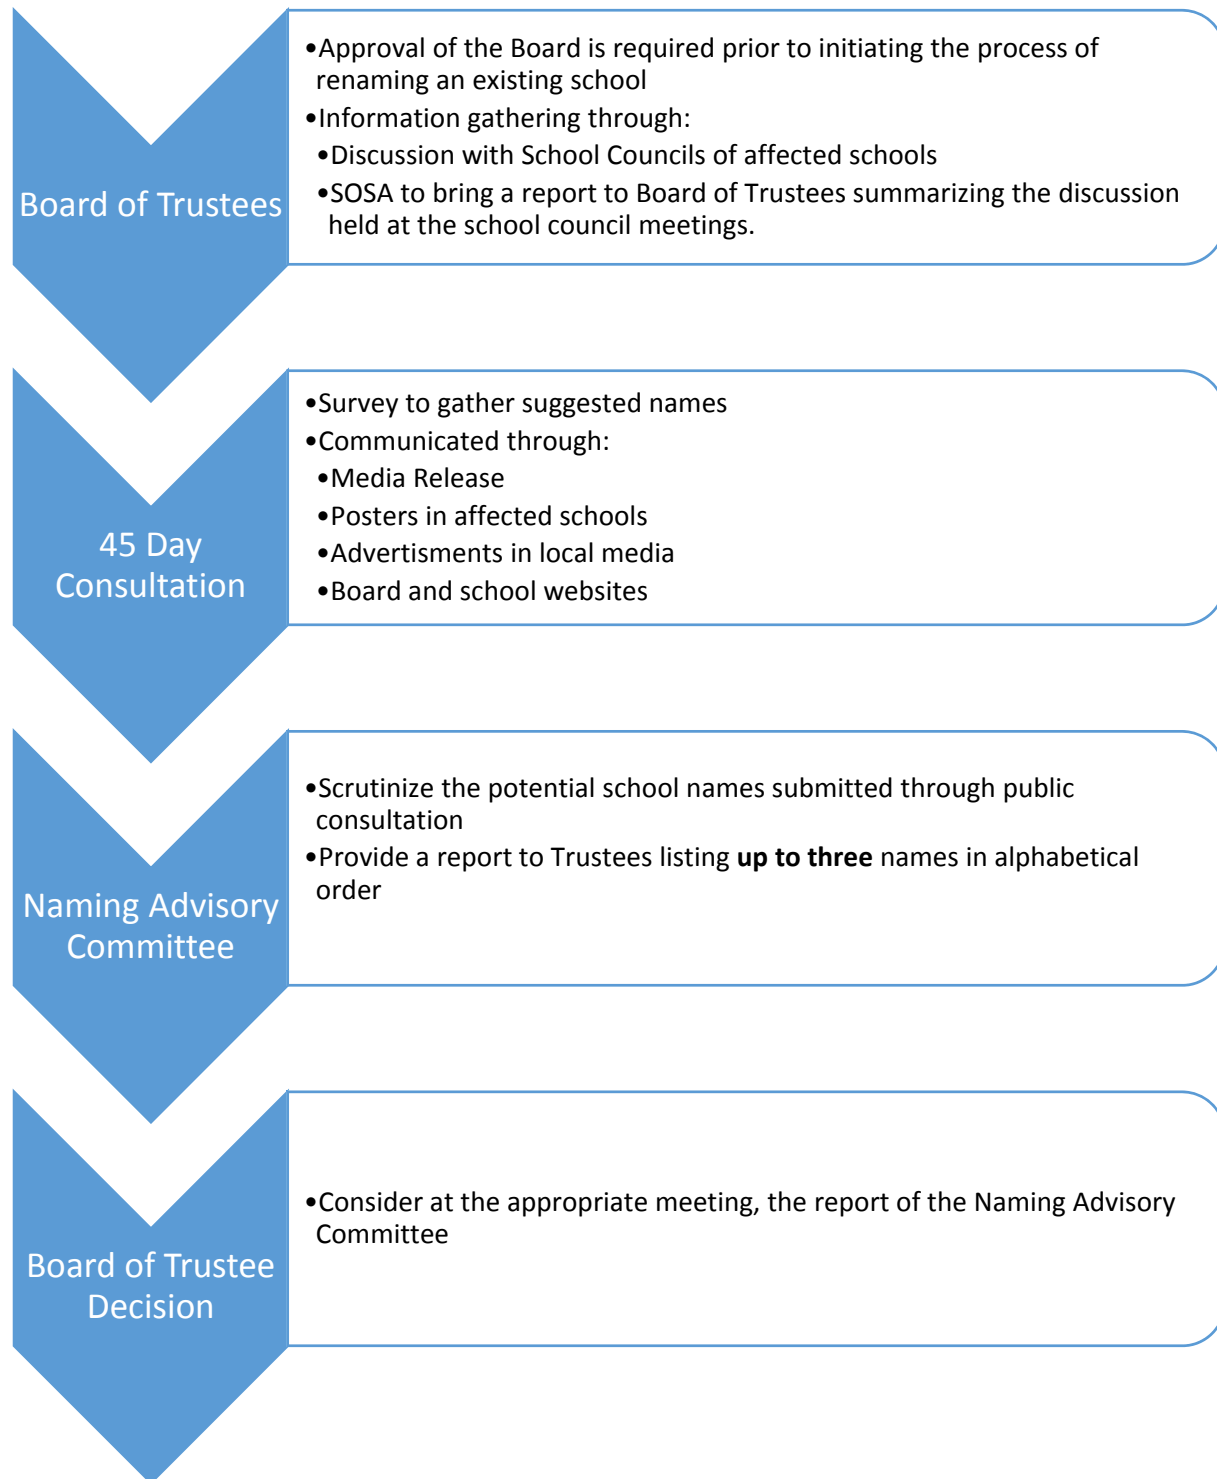 Board of Trustees
•Approval of the Board is required prior to initiating the process of
renaming an existing school
•Information gathering through:
•Discussion with School Councils of affected schools
•SOSA to bring a report to Board of Trustees summarizing the discussion
held at the school council meetings.
45 Day
Consultation
•Survey to gather suggested names
•Communicated through:
•Media Release
•Posters in affected schools
•Advertisments in local media
•Board and school websites
Naming Advisory
Committee
•Scrutinize the potential school names submitted through public
consultation
•Provide a report to Trustees listing up to three names in alphabetical
order
Board of Trustee
Decision
•Consider at the appropriate meeting, the report of the Naming Advisory
Committee